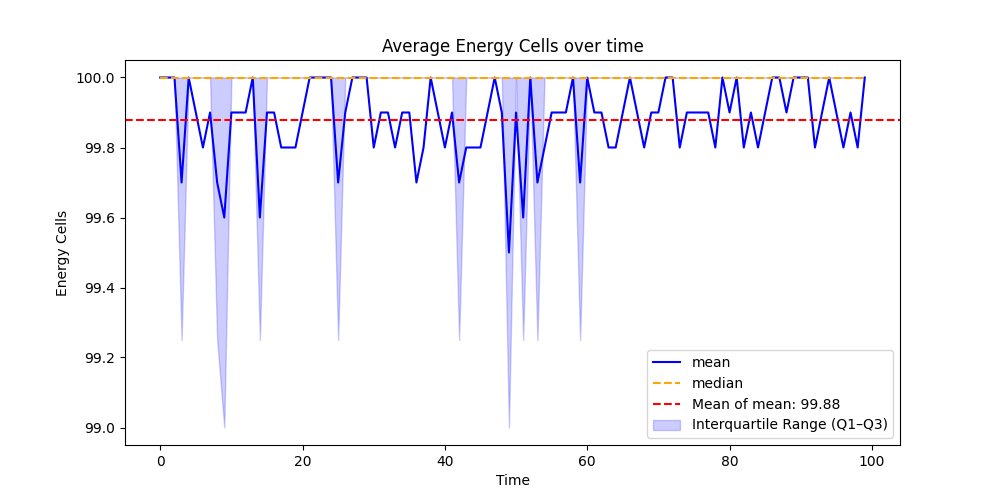 Average Energy Cells over time
Energy Cells
100.0
99.8
99.6
99.4
99.2
99.0
mean
median
Mean of mean: 99.88
Interquartile Range (Q1–Q3)
0
20
40
60
80
100
Time